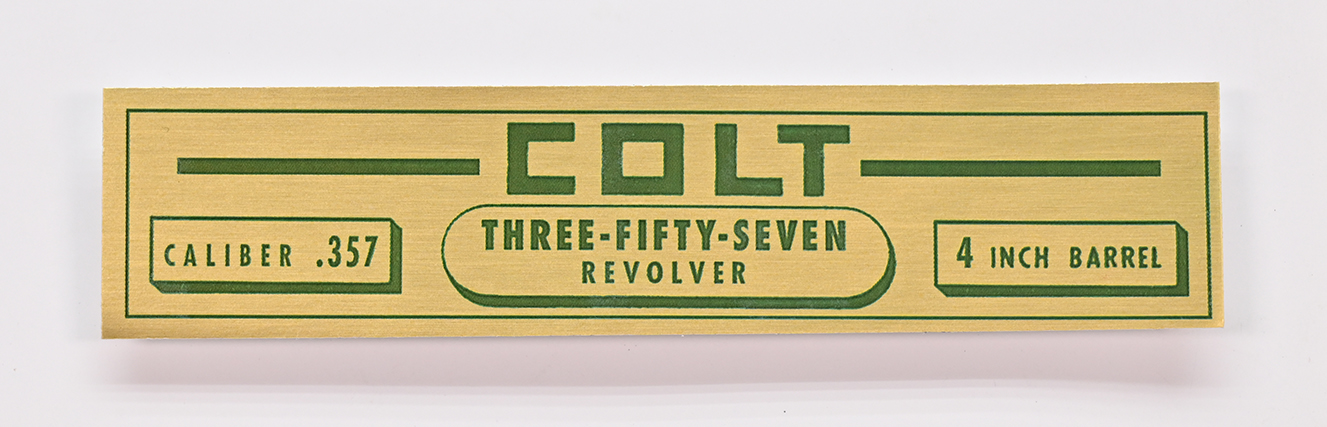 COLT
THREE-FIFTY-SEVEN
REVOLVER
CALIBER .357
4 INCH BARREL